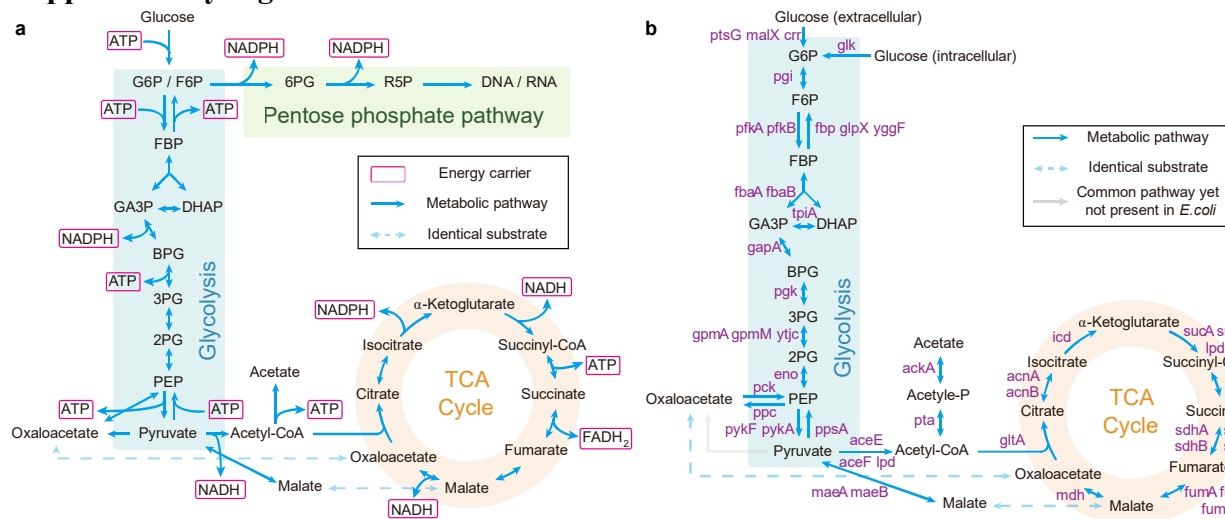 a
Glucose
ATP
NADPH
NADPH
G6P / F6P
6PG
R5P
DNA / RNA
ATP
ATP
Pentose phosphate pathway
FBP
GA3P
DHAP
NADPH
BPG
ATP
3PG
2PG
PEP
Glycolysis
ATP
ATP
Oxaloacetate
Pyruvate
Acetyl-CoA
Acetate
ATP
NADH
Malate
Energy carrier
Metabolic pathway
Identical substrate
NADPH
α-Ketoglutarate
NADH
Isocitrate
Succinyl-CoA
ATP
Citrate
TCA
Cycle
Succinate
FADH2
Oxaloacetate
Fumarate
Malate
NADH
b
Glucose (extracellular)
ptsG malX crr
glk
G6P
Glucose (intracellular)
pgi
F6P
pfkA pfkB
fbp glpX yggF
FBP
fbaA fbaB
tpiA
GA3P
DHAP
gapA
BPG
pgk
3PG
gpmA gpmM ytjc
2PG
eno
Glycolysis
pck
Oxaloacetate
PEP
ppc
pykF pykA
ppsA
Pyruvate
aceE
aceF lpd
Acetyl-CoA
maeA maeB
Malate
Acetate
ackA
Acetyle-P
pta
gltA
Metabolic pathway
Identical substrate
Common pathway yet
not present in E.coli
α-Ketoglutarate
icd
sucA
lpd
Isocitrate
acnA
acnB
Citrate
TCA
Cycle
sdhA
sdhB
Oxaloacetate
Fumarate
mdh
Malate
fumA